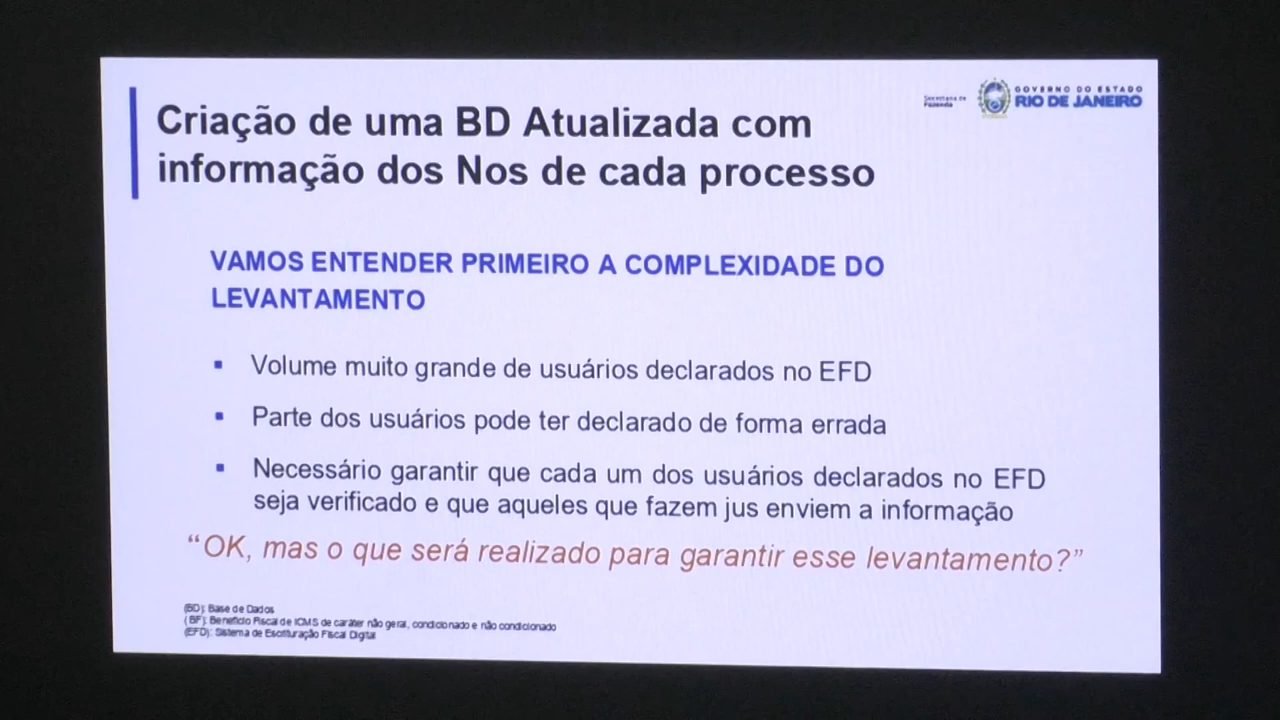 Secretaria de
Fazenda
GOVERNO DO ESTADO
RIO DE JANEIRO
Criação de uma BD Atualizada com
informação dos Nos de cada processo
VAMOS ENTENDER PRIMEIRO A COMPLEXIDADE DO
LEVANTAMENTO
▪ Volume muito grande de usuários declarados no EFD
▪ Parte dos usuários pode ter declarado de forma errada
▪ Necessário garantir que cada um dos usuários declarados no EFD
seja verificado e que aqueles que fazem jus enviem a informação
“OK, mas o que será realizado para garantir esse levantamento?”
(BD): Base de Dados
( BF): Benefício Fiscal de ICMS de caráter não geral, condicionado e não condicionado
(EFD): Sistema de Escrituração Fiscal Digital